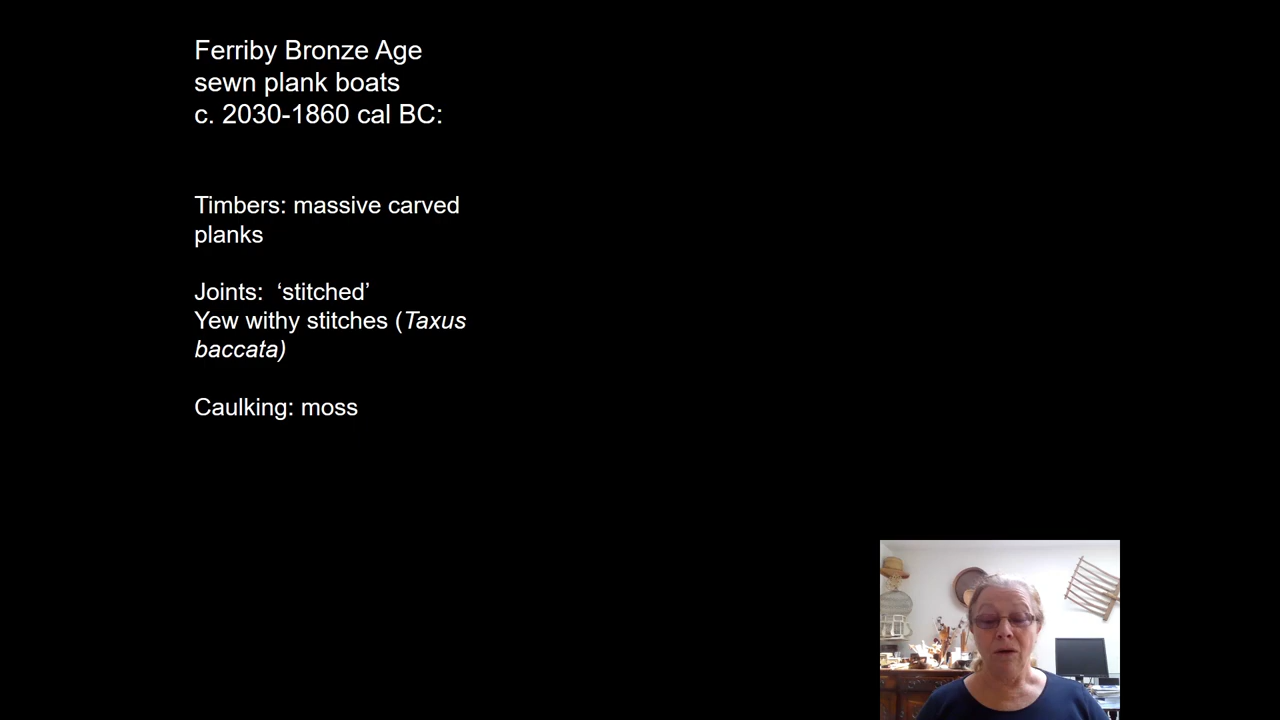 Ferriby Bronze Age
sewn plank boats
c. 2030-1860 cal BC:
Timbers: massive carved
planks
Joints:  ‘stitched’
Yew withy stitches (Taxus
baccata)
Caulking: moss